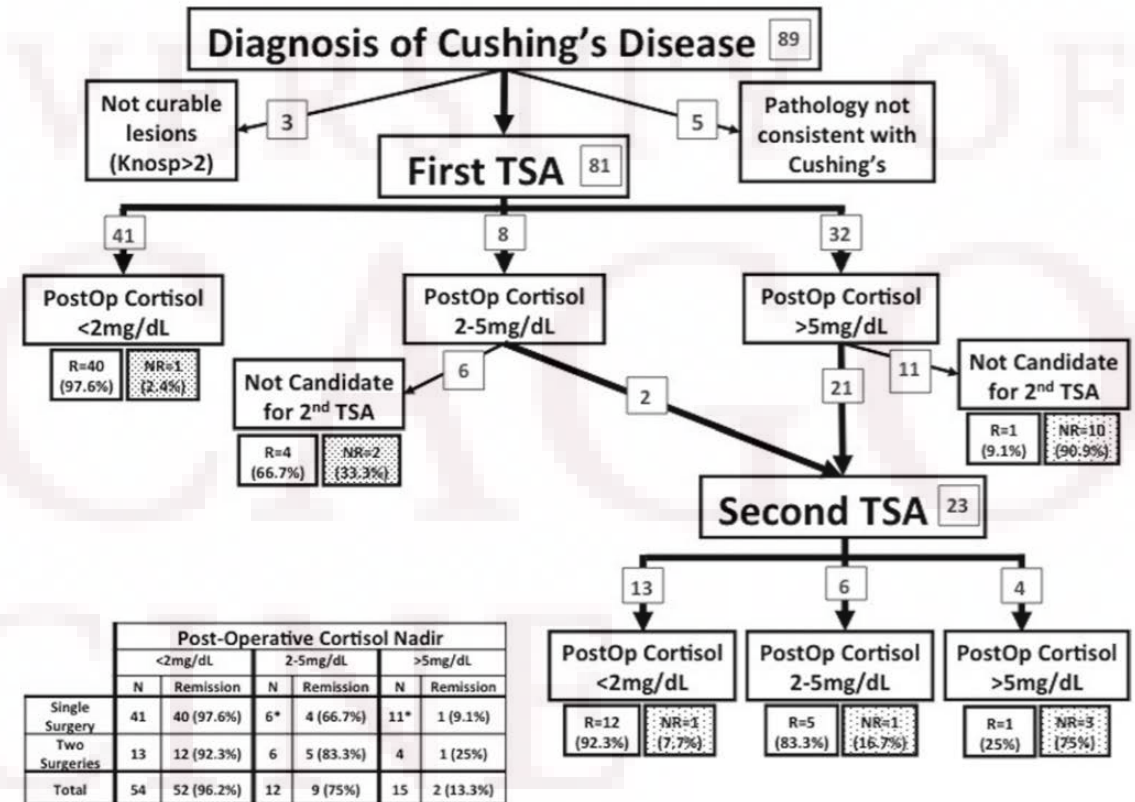 Diagnosis of Cushing's Disease 89
Not curable
lesions
(Knosp>2)
3
5
Pathology not
consistent with
Cushing's
First TSA 81
41
8
32
PostOp Cortisol
<2mg/dL
R=40
(97.6%)
NR=1
(2.4%)
PostOp Cortisol
2-5mg/dL
PostOp Cortisol
>5mg/dL
6
2
21
11
Not Candidate
for 2nd TSA
R=4
(66.7%)
NR=2
(33.3%)
Not Candidate
for 2nd TSA
R=1
(9.1%)
NR=10
(90.9%)
Second TSA 23
13
6
4
PostOp Cortisol
<2mg/dL
R=12
(92.3%)
NR=1
(7.7%)
PostOp Cortisol
2-5mg/dL
R=5
(83.3%)
NR=1
(16.7%)
PostOp Cortisol
>5mg/dL
R=1
(25%)
NR=3
(75%)
Post-Operative Cortisol Nadir
<2mg/dL 2-5mg/dL >5mg/dL
N Remission N Remission N Remission
Single Surgery 41 40 (97.6%) 6* 4 (66.7%) 11* 1 (9.1%)
Two Surgeries 13 12 (92.3%) 6 5 (83.3%) 4 1 (25%)
Total 54 52 (96.2%) 12 9 (75%) 15 2 (13.3%)